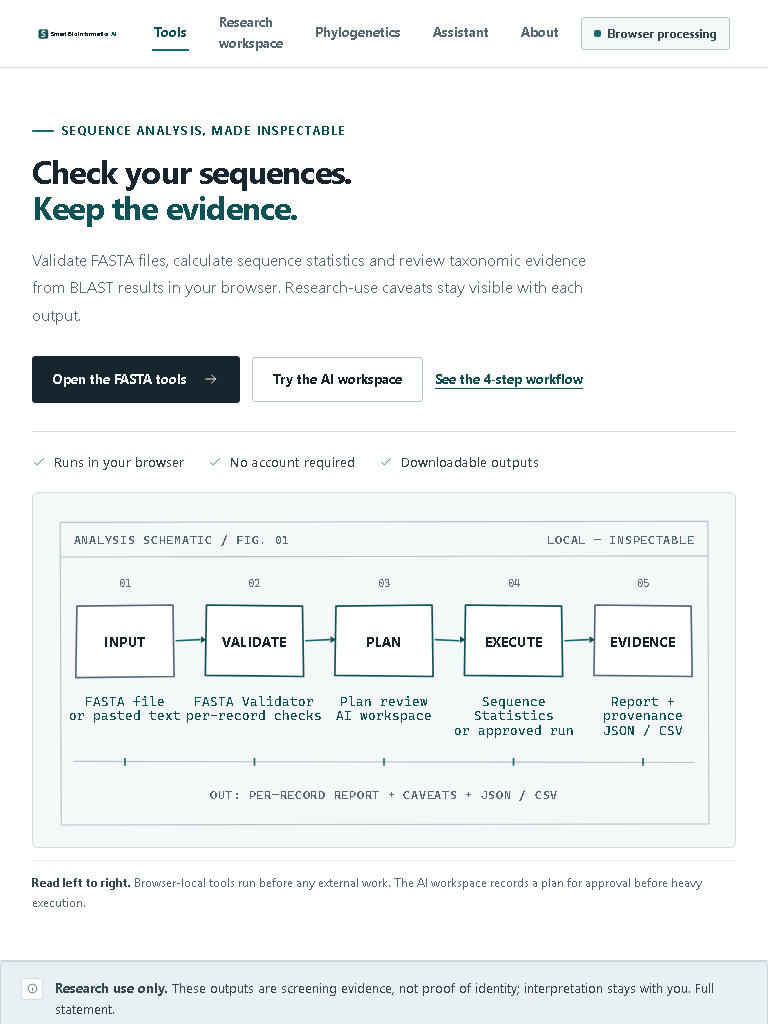 S Smart Bioinformatic AI
Tools
Research
workspace
Phylogenetics
Assistant
About
Browser processing
SEQUENCE ANALYSIS, MADE INSPECTABLE
Check your sequences.
Keep the evidence.
Validate FASTA files, calculate sequence statistics and review taxonomic evidence
from BLAST results in your browser. Research-use caveats stay visible with each
output.
Open the FASTA tools →
Try the AI workspace
See the 4-step workflow
✓ Runs in your browser
✓ No account required
✓ Downloadable outputs
ANALYSIS SCHEMATIC / FIG. 01
LOCAL — INSPECTABLE
01
02
03
04
05
INPUT
VALIDATE
PLAN
EXECUTE
EVIDENCE
FASTA file
or pasted text
FASTA Validator
per-record checks
Plan review
AI workspace
Sequence
Statistics
or approved run
Report +
provenance
JSON / CSV
OUT: PER-RECORD REPORT + CAVEATS + JSON / CSV
Read left to right. Browser-local tools run before any external work. The AI workspace records a plan for approval before heavy
execution.
Research use only. These outputs are screening evidence, not proof of identity; interpretation stays with you. Full
statement.